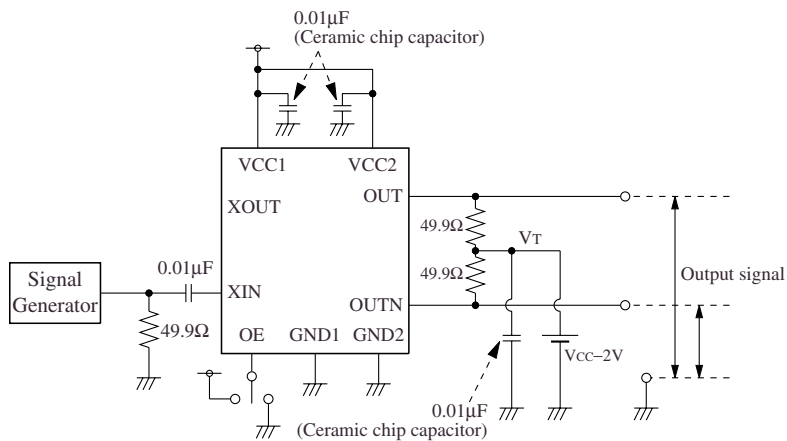 0.01μF
(Ceramic chip capacitor)
VCC1
VCC2
XOUT
OUT
49.9Ω
VT
49.9Ω
Output signal
Signal
Generator
0.01μF
XIN
OUTN
49.9Ω
OE
GND1
GND2
VCC–2V
0.01μF
(Ceramic chip capacitor)